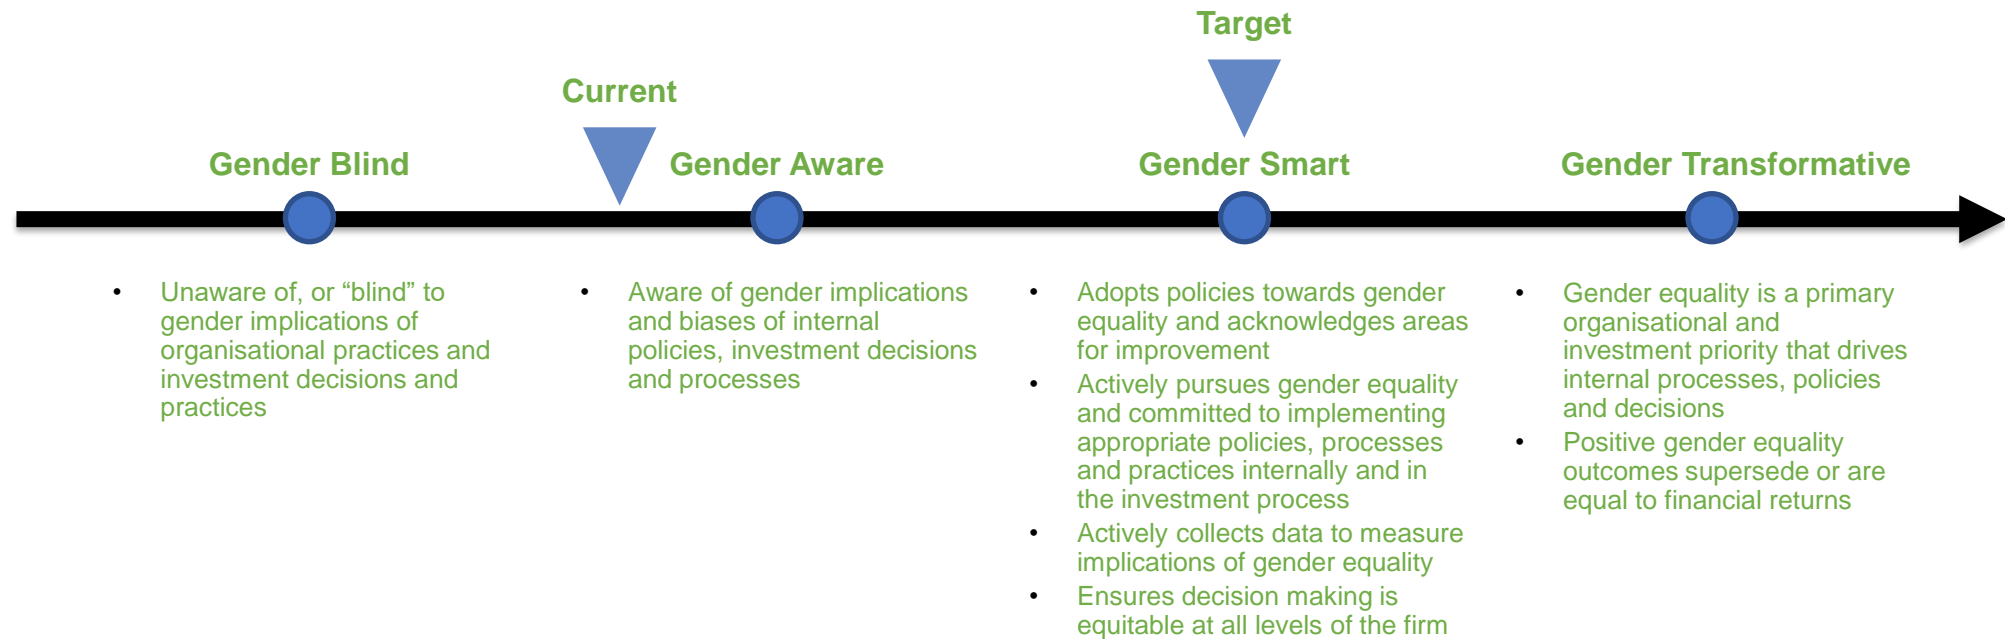 Target
Current
Gender Blind
Gender Aware
Gender Smart
Gender Transformative
• Unaware of, or “blind” to
gender implications of
organisational practices and
investment decisions and
practices
• Aware of gender implications
and biases of internal
policies, investment decisions
and processes
• Adopts policies towards gender
equality and acknowledges areas
for improvement
• Actively pursues gender equality
and committed to implementing
appropriate policies, processes
and practices internally and in
the investment process
• Actively collects data to measure
implications of gender equality
• Ensures decision making is
equitable at all levels of the firm
• Gender equality is a primary
organisational and
investment priority that drives
internal processes, policies
and decisions
• Positive gender equality
outcomes supersede or are
equal to financial returns